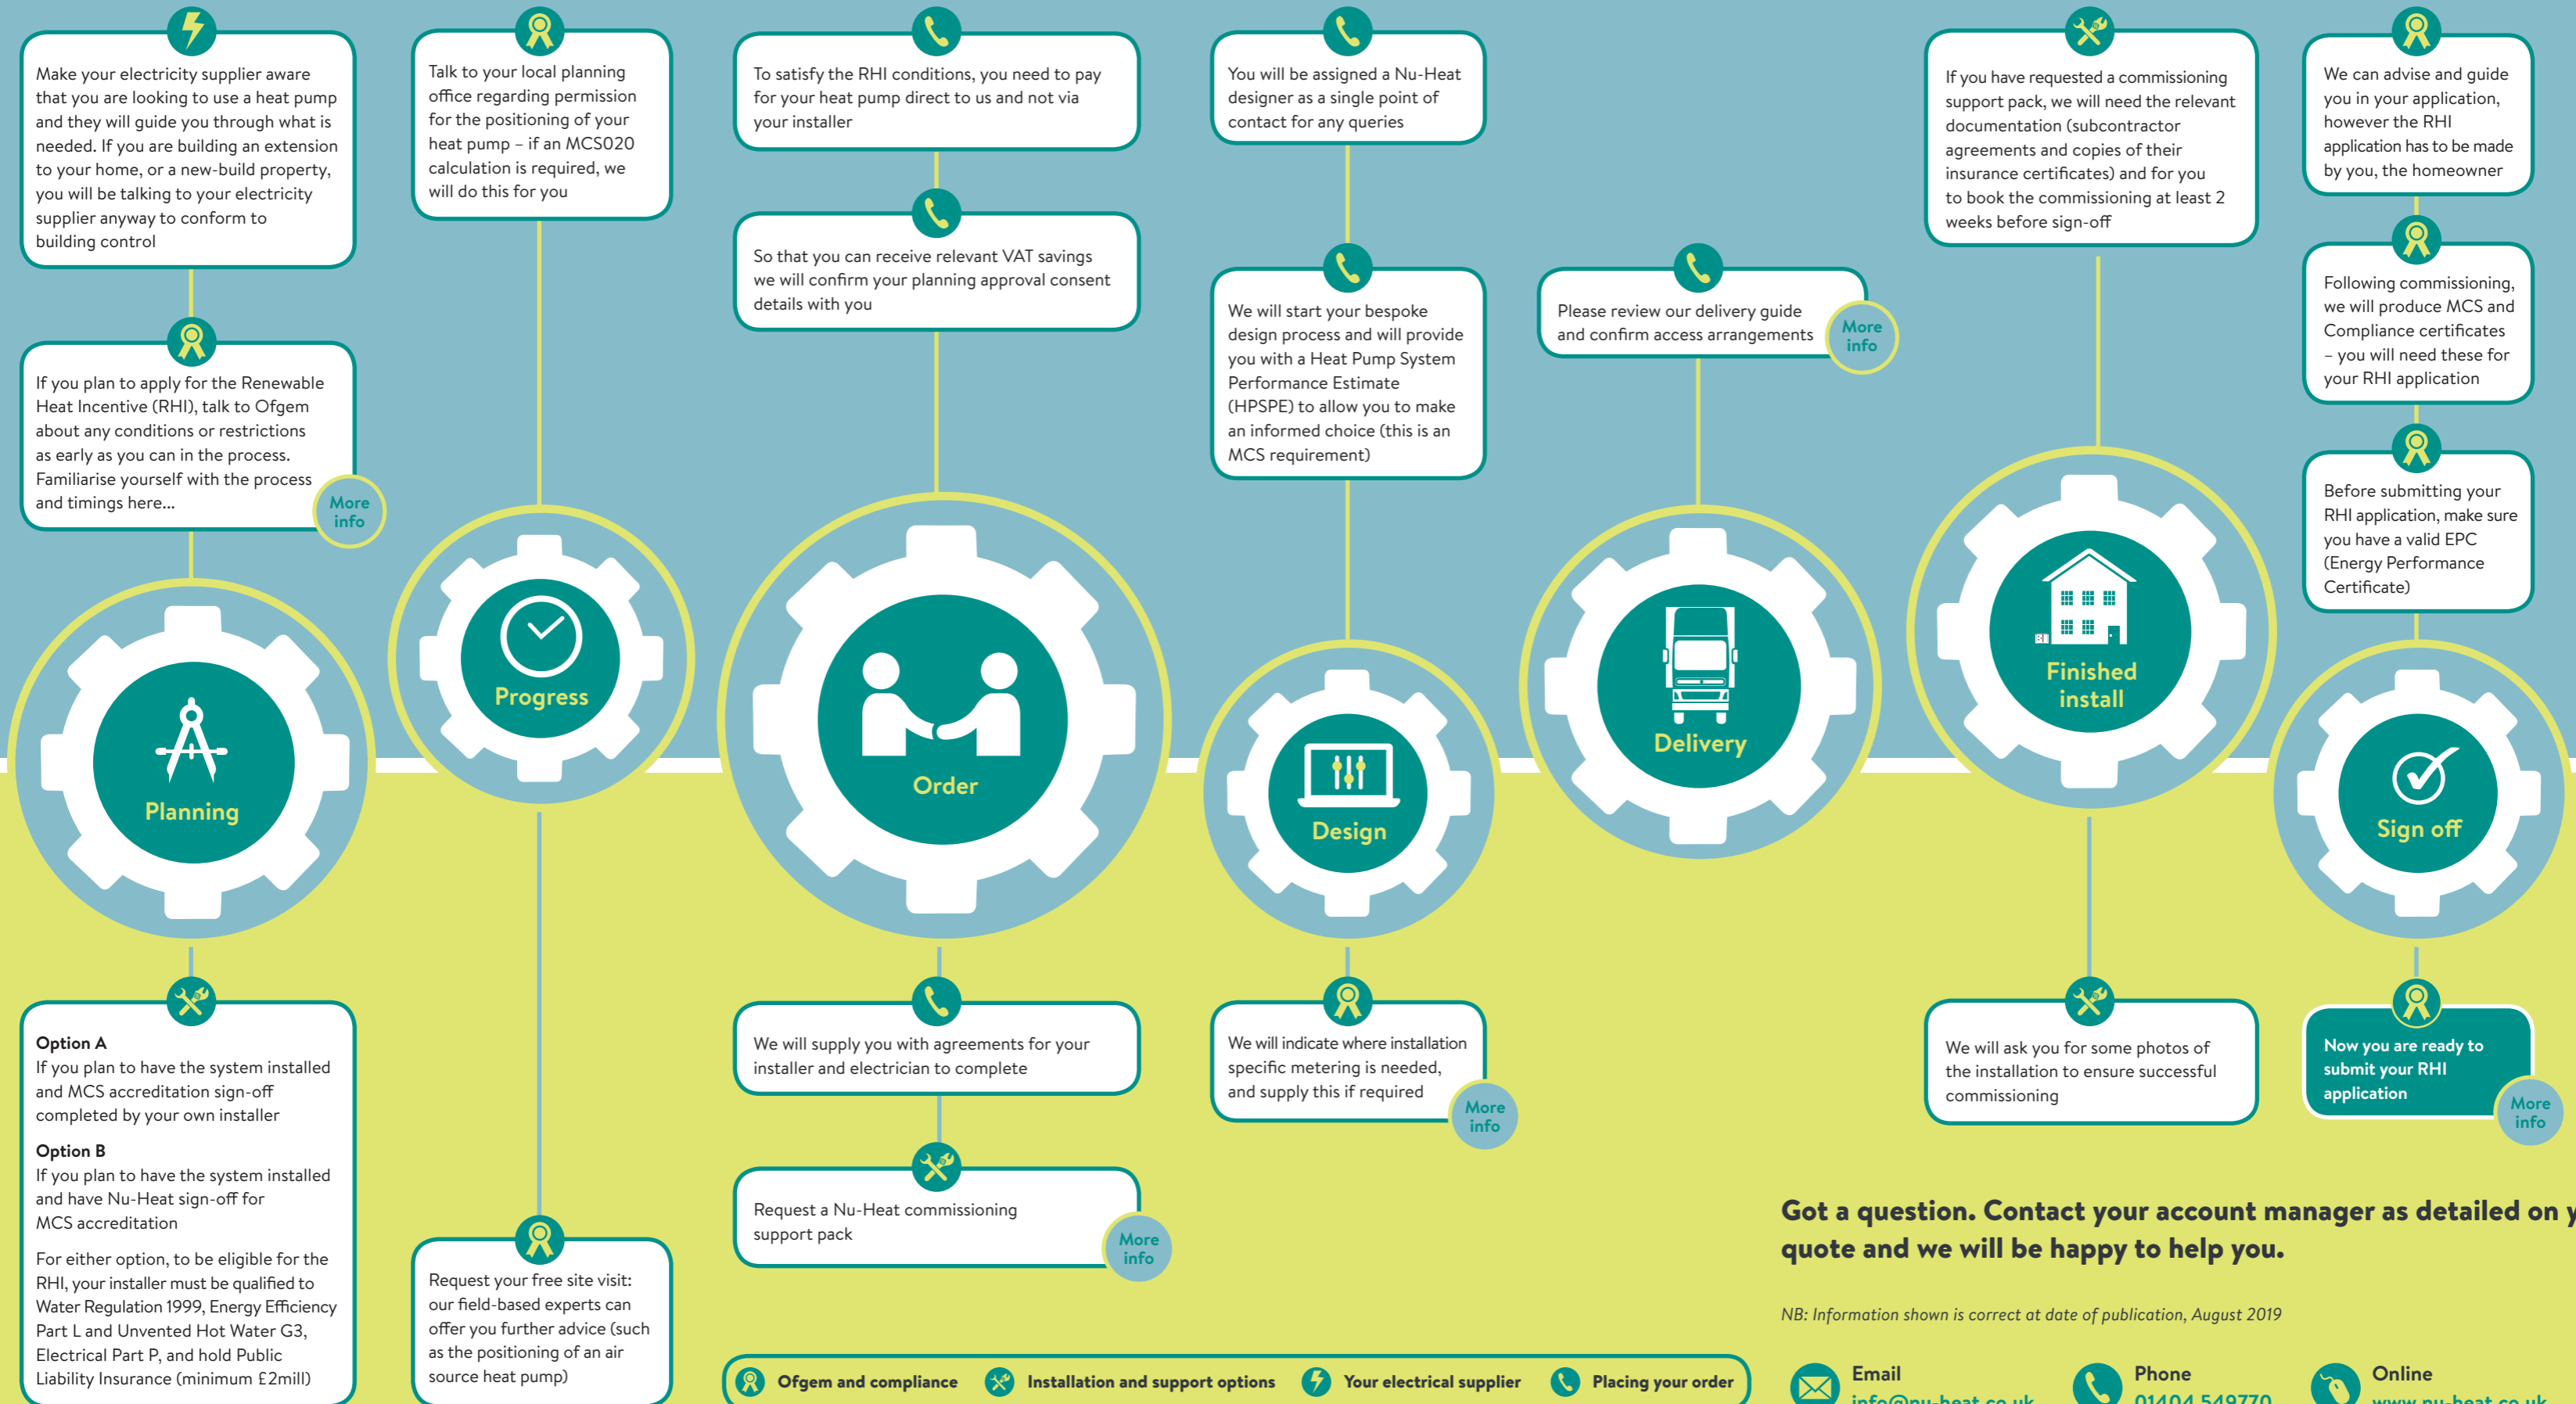 Make your electricity supplier aware
that you are looking to use a heat pump
and they will guide you through what is
needed. If you are building an extension
to your home, or a new-build property,
you will be talking to your electricity
supplier anyway to conform to
building control
If you plan to apply for the Renewable
Heat Incentive (RHI), talk to Ofgem
about any conditions or restrictions
as early as you can in the process.
Familiarise yourself with the process
and timings here...
More
info
Planning
Option A
If you plan to have the system installed
and MCS accreditation sign-off
completed by your own installer
Option B
If you plan to have the system installed
and have Nu-Heat sign-off for
MCS accreditation
For either option, to be eligible for the
RHI, your installer must be qualified to
Water Regulation 1999, Energy Efficiency
Part L and Unvented Hot Water G3,
Electrical Part P, and hold Public
Liability Insurance (minimum £2mill)
Talk to your local planning
office regarding permission
for the positioning of your
heat pump – if an MCS020
calculation is required, we
will do this for you
Progress
Request your free site visit:
our field-based experts can
offer you further advice (such
as the positioning of an air
source heat pump)
To satisfy the RHI conditions, you need to pay
for your heat pump direct to us and not via
your installer
So that you can receive relevant VAT savings
we will confirm your planning approval consent
details with you
Order
We will supply you with agreements for your
installer and electrician to complete
Request a Nu-Heat commissioning
support pack
More
info
You will be assigned a Nu-Heat
designer as a single point of
contact for any queries
We will start your bespoke
design process and will provide
you with a Heat Pump System
Performance Estimate
(HPSPE) to allow you to make
an informed choice (this is an
MCS requirement)
Design
We will indicate where installation
specific metering is needed,
and supply this if required
More
info
Please review our delivery guide
and confirm access arrangements
More
info
Delivery
If you have requested a commissioning
support pack, we will need the relevant
documentation (subcontractor
agreements and copies of their
insurance certificates) and for you
to book the commissioning at least 2
weeks before sign-off
Finished
install
We will ask you for some photos of
the installation to ensure successful
commissioning
We can advise and guide
you in your application,
however the RHI
application has to be made
by you, the homeowner
Following commissioning,
we will produce MCS and
Compliance certificates
– you will need these for
your RHI application
Before submitting your
RHI application, make sure
you have a valid EPC
(Energy Performance
Certificate)
Sign off
Now you are ready to
submit your RHI
application
More
info
Got a question. Contact your account manager as detailed on
quote and we will be happy to help you.
NB: Information shown is correct at date of publication, August 2019
Ofgem and compliance
Installation and support options
Your electrical supplier
Placing your order
Email
info@nu-heat.co.uk
Phone
01404 549770
Online
www.nu-heat.co.uk